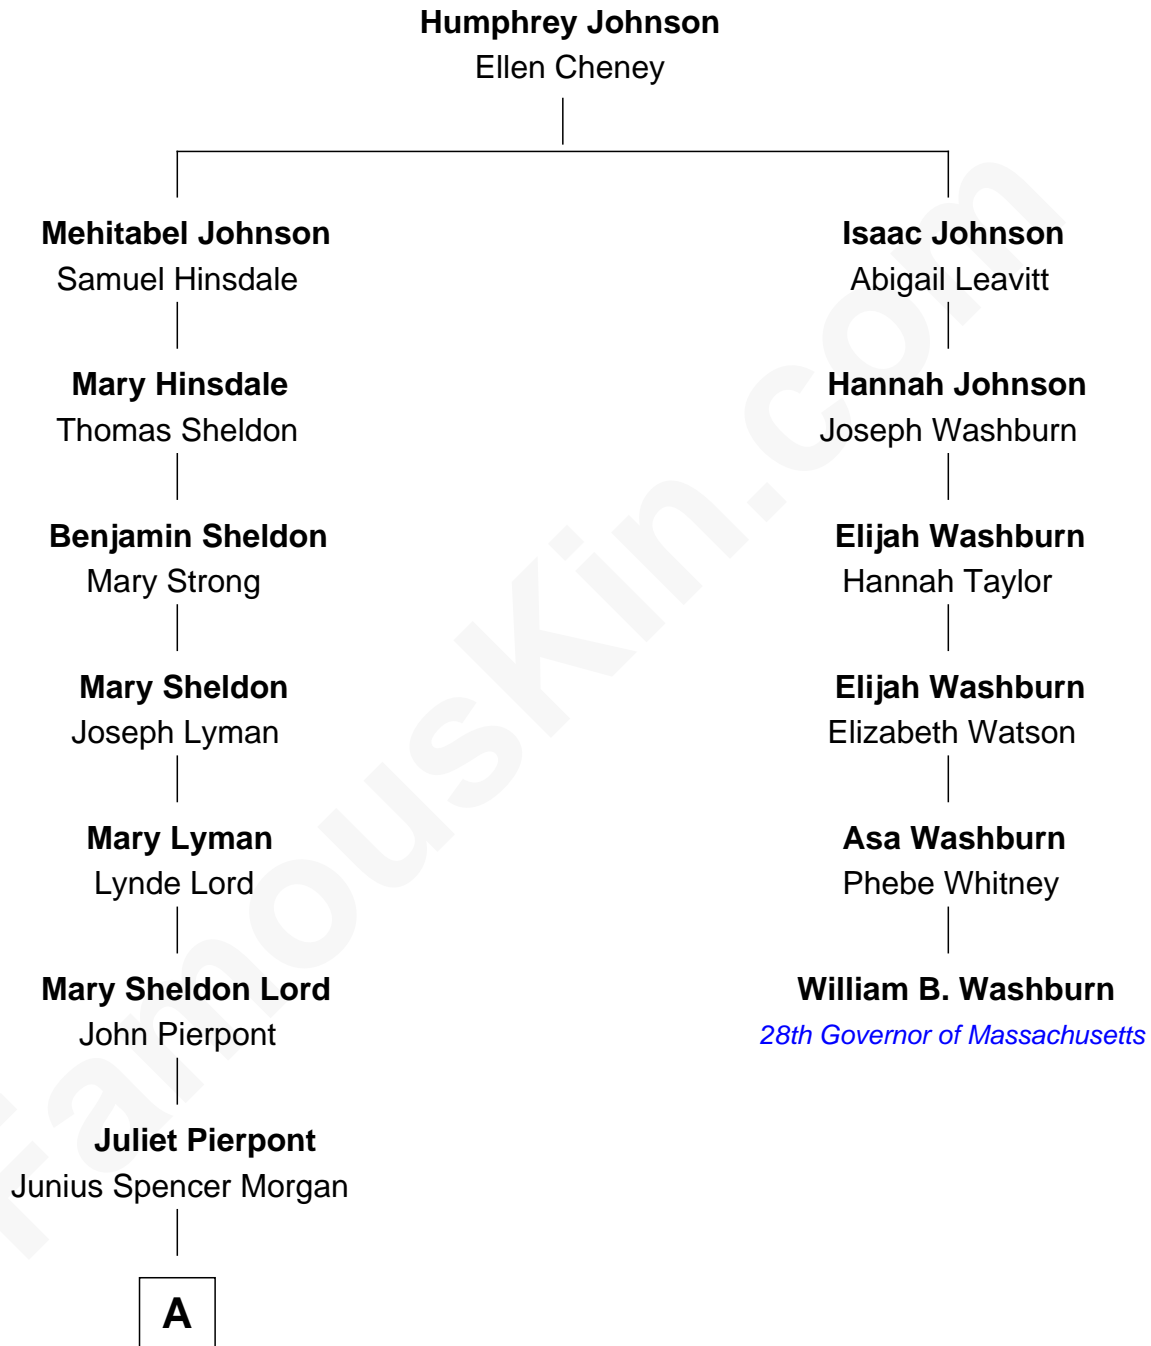 Humphrey Johnson
Ellen Cheney
Mehitabel Johnson
Samuel Hinsdale
Isaac Johnson
Abigail Leavitt
Mary Hinsdale
Thomas Sheldon
Hannah Johnson
Joseph Washburn
Benjamin Sheldon
Mary Strong
Elijah Washburn
Hannah Taylor
Mary Sheldon
Joseph Lyman
Elijah Washburn
Elizabeth Watson
Mary Lyman
Lynde Lord
Asa Washburn
Phebe Whitney
Mary Sheldon Lord
John Pierpont
William B. Washburn
28th Governor of Massachusetts
Juliet Pierpont
Junius Spencer Morgan
A
FamousKin.com